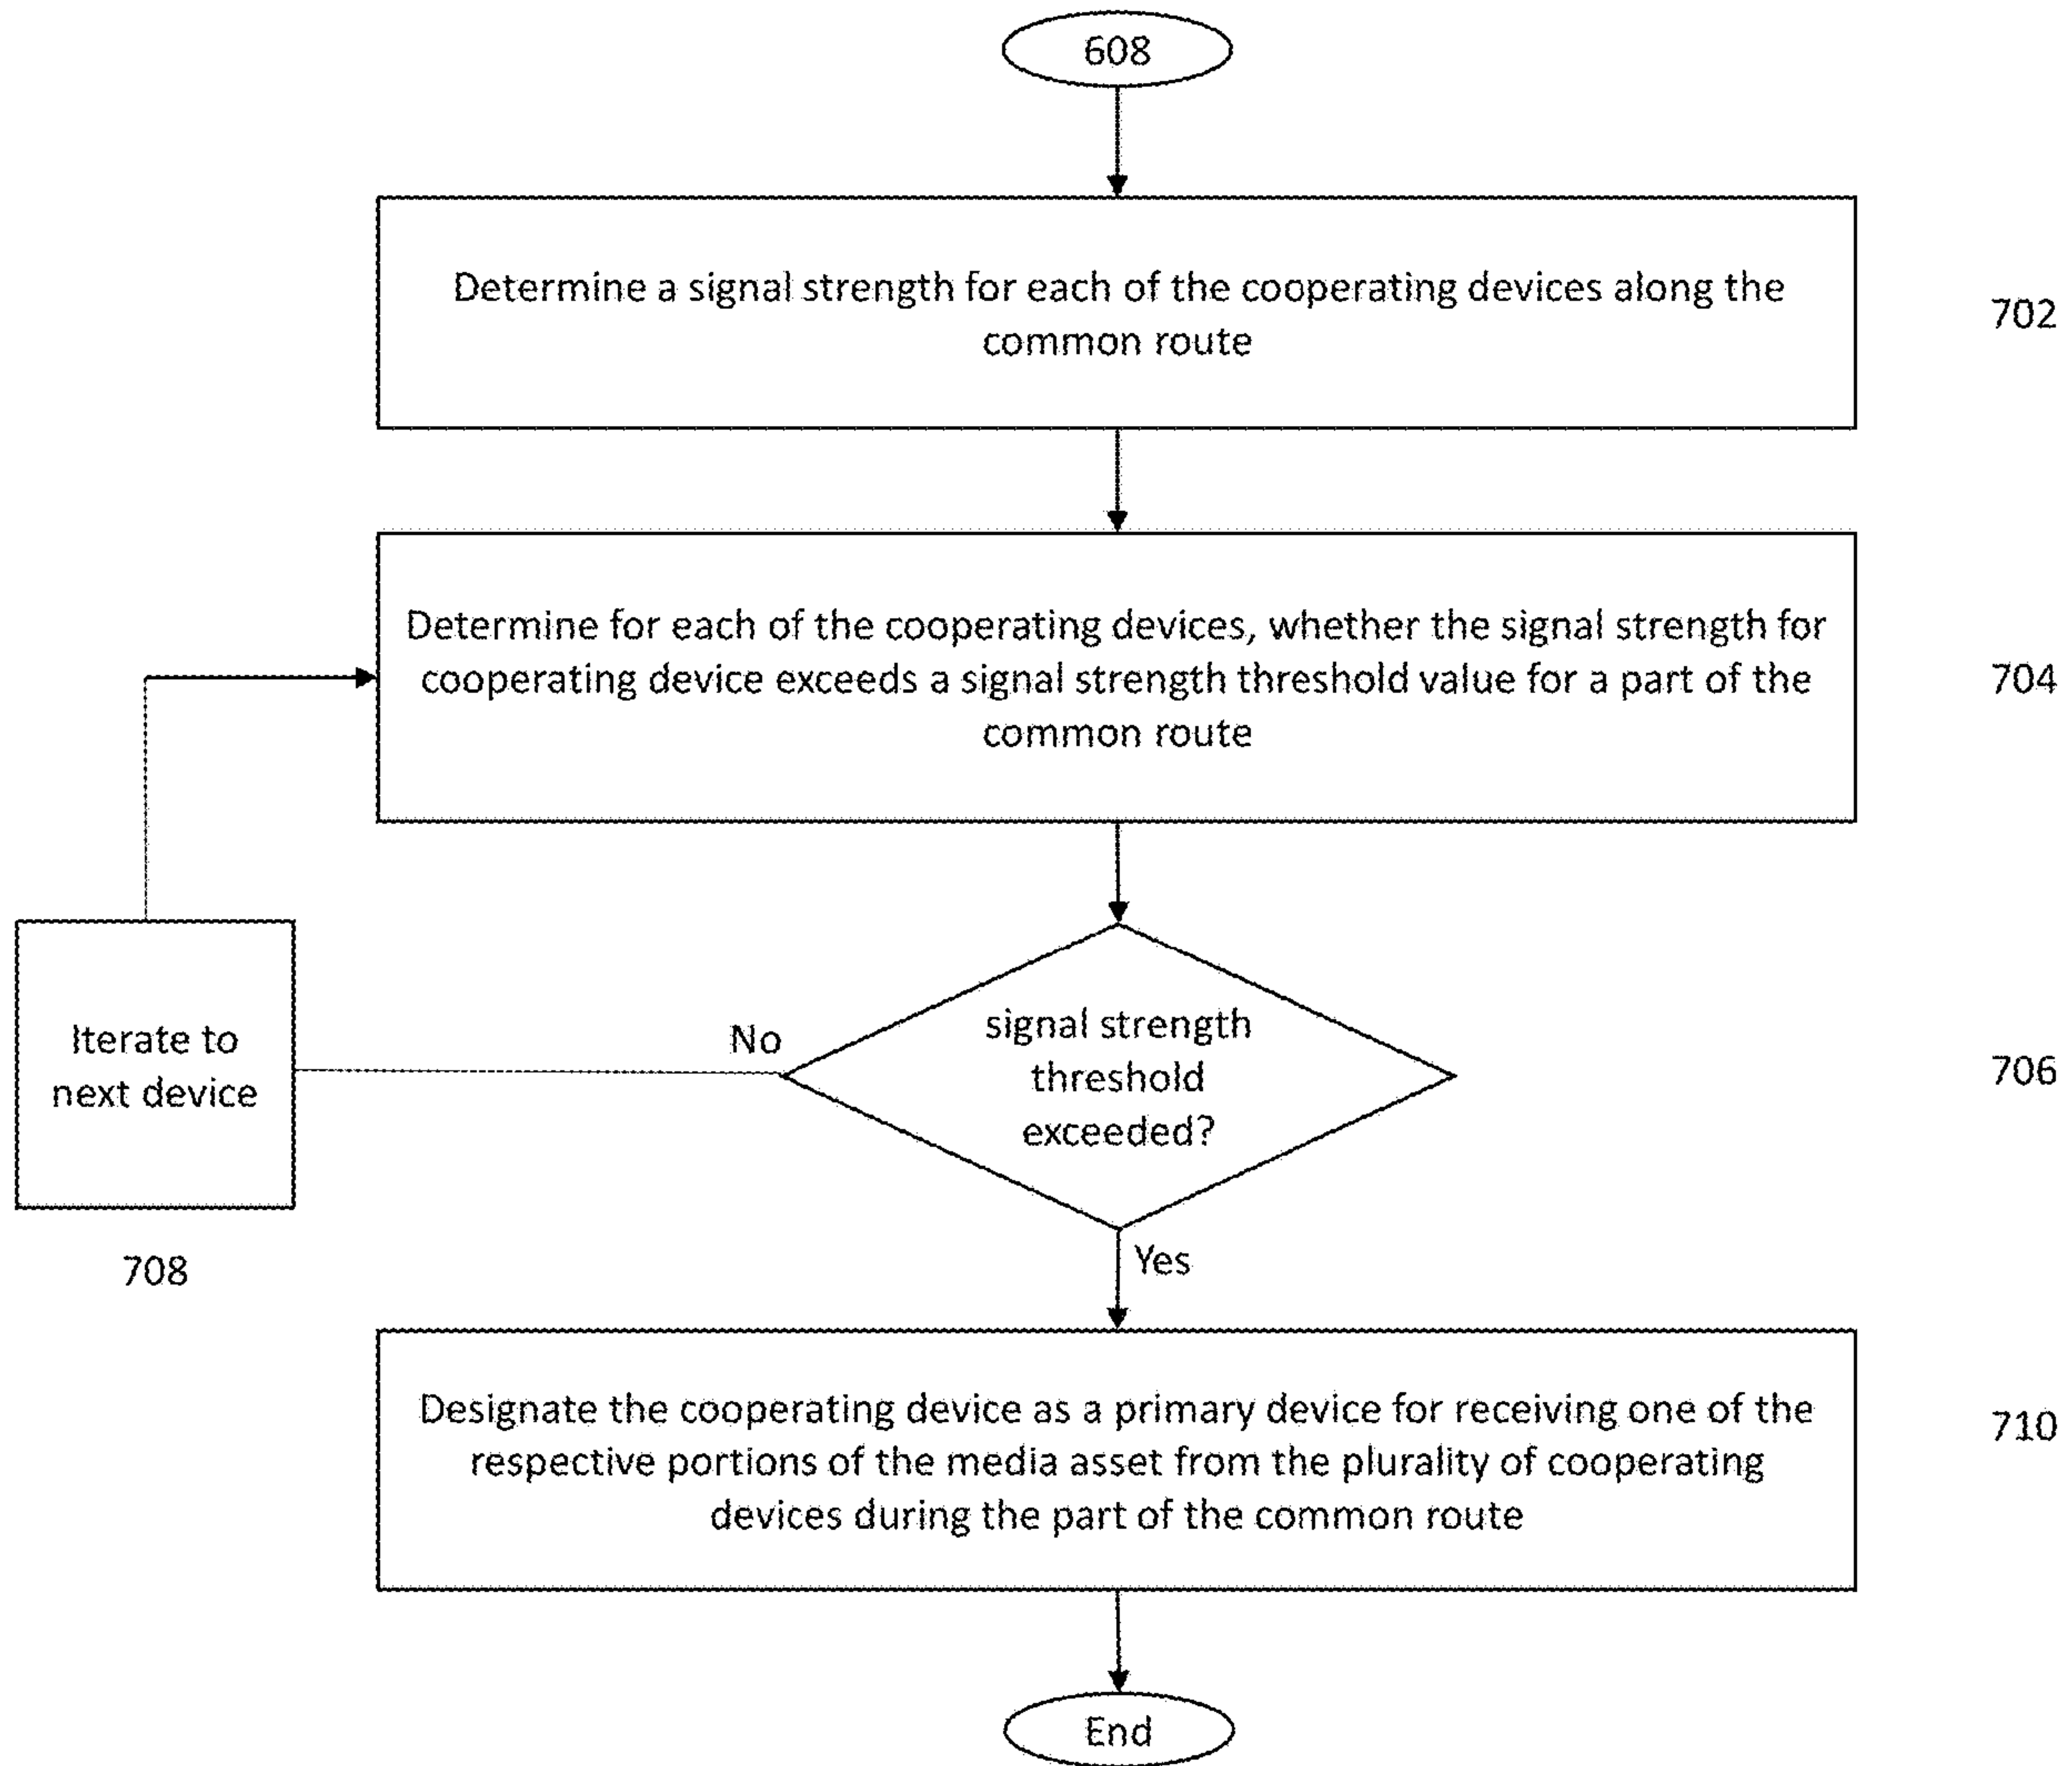 608
Determine a signal strength for each of the cooperating devices along the
common route
702
Determine for each of the cooperating devices, whether the signal strength for
cooperating device exceeds a signal strength threshold value for a part of the
common route
704
signal strength
threshold
exceeded?
706
No
Iterate to
next device
708
Yes
Designate the cooperating device as a primary device for receiving one of the
respective portions of the media asset from the plurality of cooperating
devices during the part of the common route
710
End